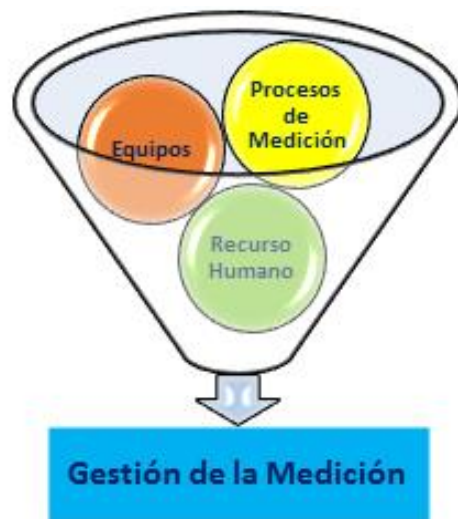 Procesos
de
Medición
Equipos
Recurso
Humano
Gestión de la Medición